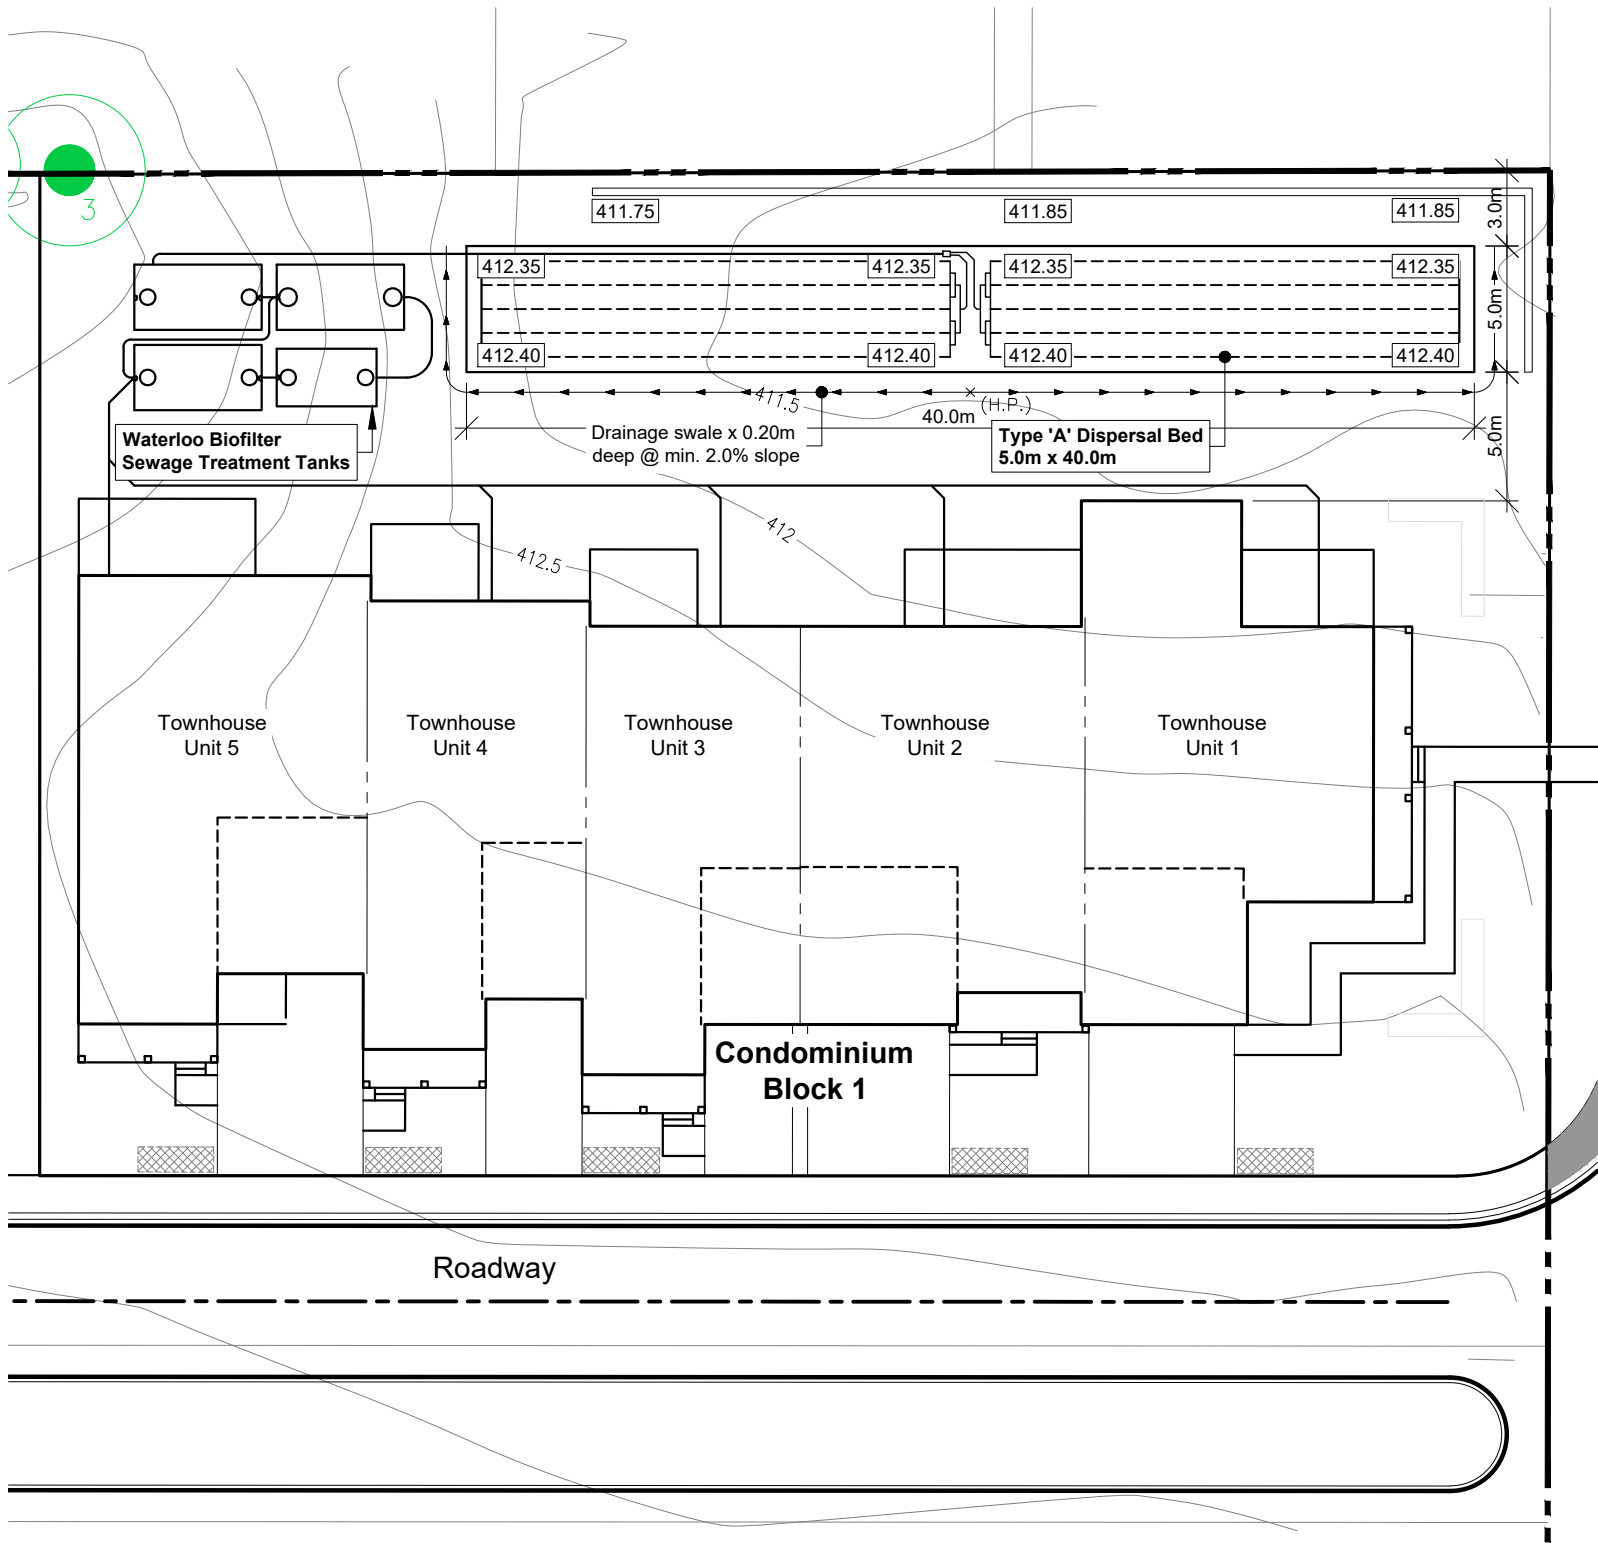 3
411.75
411.85
411.85
3.0m
412.35
412.35
412.35
412.35
5.0m
412.40
412.40
412.40
412.40
411.5
(H.P.)
40.0m
Waterloo Biofilter
Sewage Treatment Tanks
Drainage swale x 0.20m
deep @ min. 2.0% slope
Type 'A' Dispersal Bed
5.0m x 40.0m
5.0m
412
412.5
Townhouse
Unit 5
Townhouse
Unit 4
Townhouse
Unit 3
Townhouse
Unit 2
Townhouse
Unit 1
Condominium
Block 1
Roadway